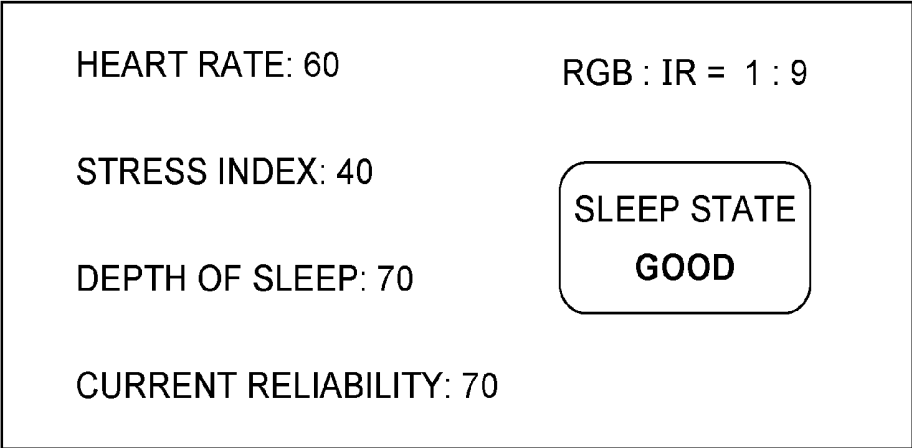 HEART RATE: 60
RGB : IR = 1 : 9
STRESS INDEX: 40
SLEEP STATE
GOOD
DEPTH OF SLEEP: 70
CURRENT RELIABILITY: 70